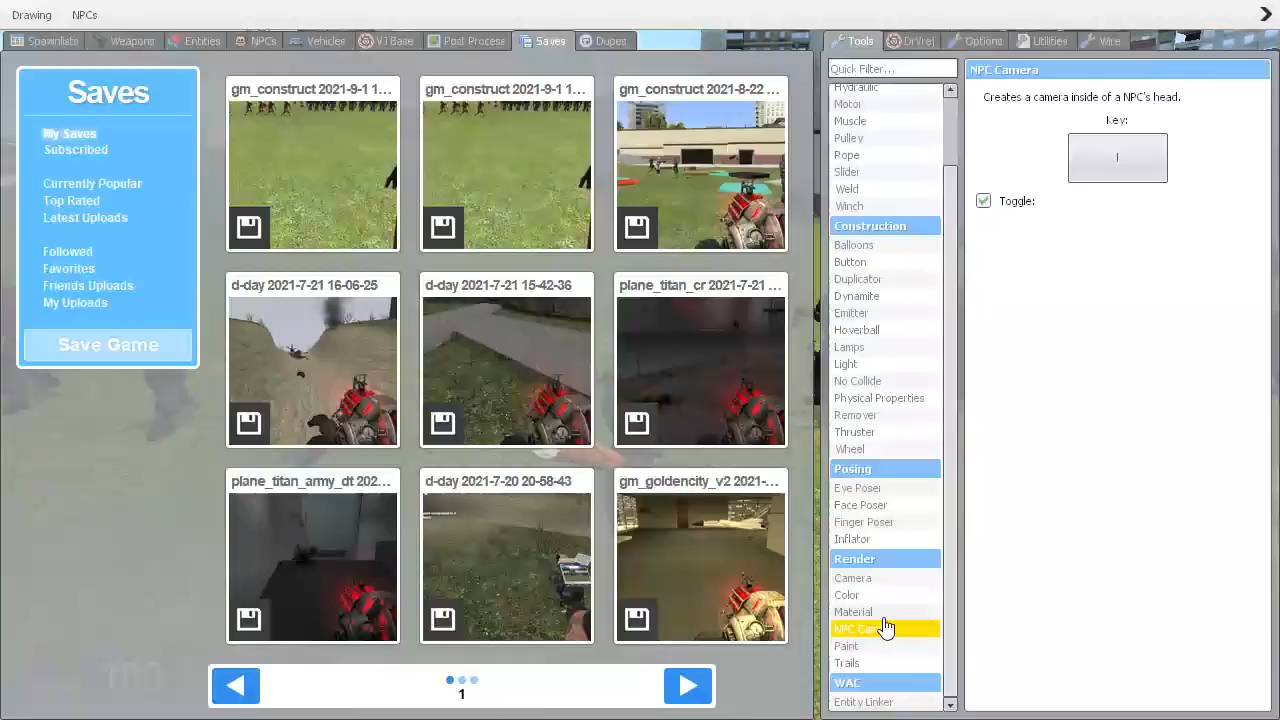 Drawing NPCs
Spawnlists Weapons Entities NPCs Vehicles VJ Base Post Process Saves Dupes
Tools DrVrej Options Utilities Wire
Saves
My Saves
Subscribed
Currently Popular
Top Rated
Latest Uploads
Followed
Favorites
Friends Uploads
My Uploads
Save Game
gm_construct 2021-9-1 1...
gm_construct 2021-9-1 1...
gm_construct 2021-8-22 ...
d-day 2021-7-21 16-06-25
d-day 2021-7-21 15-42-36
plane_titan_cr 2021-7-21 ...
plane_titan_army_dt 202...
d-day 2021-7-20 20-58-43
gm_goldencity_v2 2021-...
1
Quick Filter...
Hydraulic
Motor
Muscle
Pulley
Rope
Slider
Weld
Winch
Construction
Balloons
Button
Duplicator
Dynamite
Emitter
Hoverball
Lamps
Light
No Collide
Physical Properties
Remover
Thruster
Wheel
Posing
Eye Poser
Face Poser
Finger Poser
Inflator
Render
Camera
Color
Material
NPC Cam
Paint
Trails
WAC
Entity Linker
NPC Camera
Creates a camera inside of a NPC's head.
Key:
Toggle: